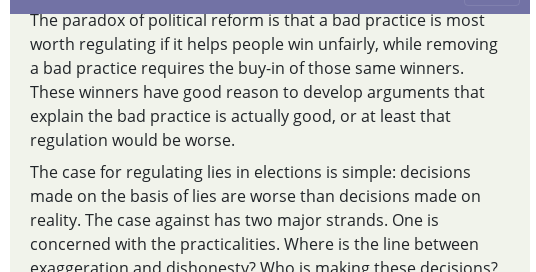 The paradox of political reform is that a bad practice is most
worth regulating if it helps people win unfairly, while removing
a bad practice requires the buy-in of those same winners.
These winners have good reason to develop arguments that
explain the bad practice is actually good, or at least that
regulation would be worse.
The case for regulating lies in elections is simple: decisions
made on the basis of lies are worse than decisions made on
reality. The case against has two major strands. One is
concerned with the practicalities. Where is the line between
exaggeration and dishonesty? Who is making these decisions?